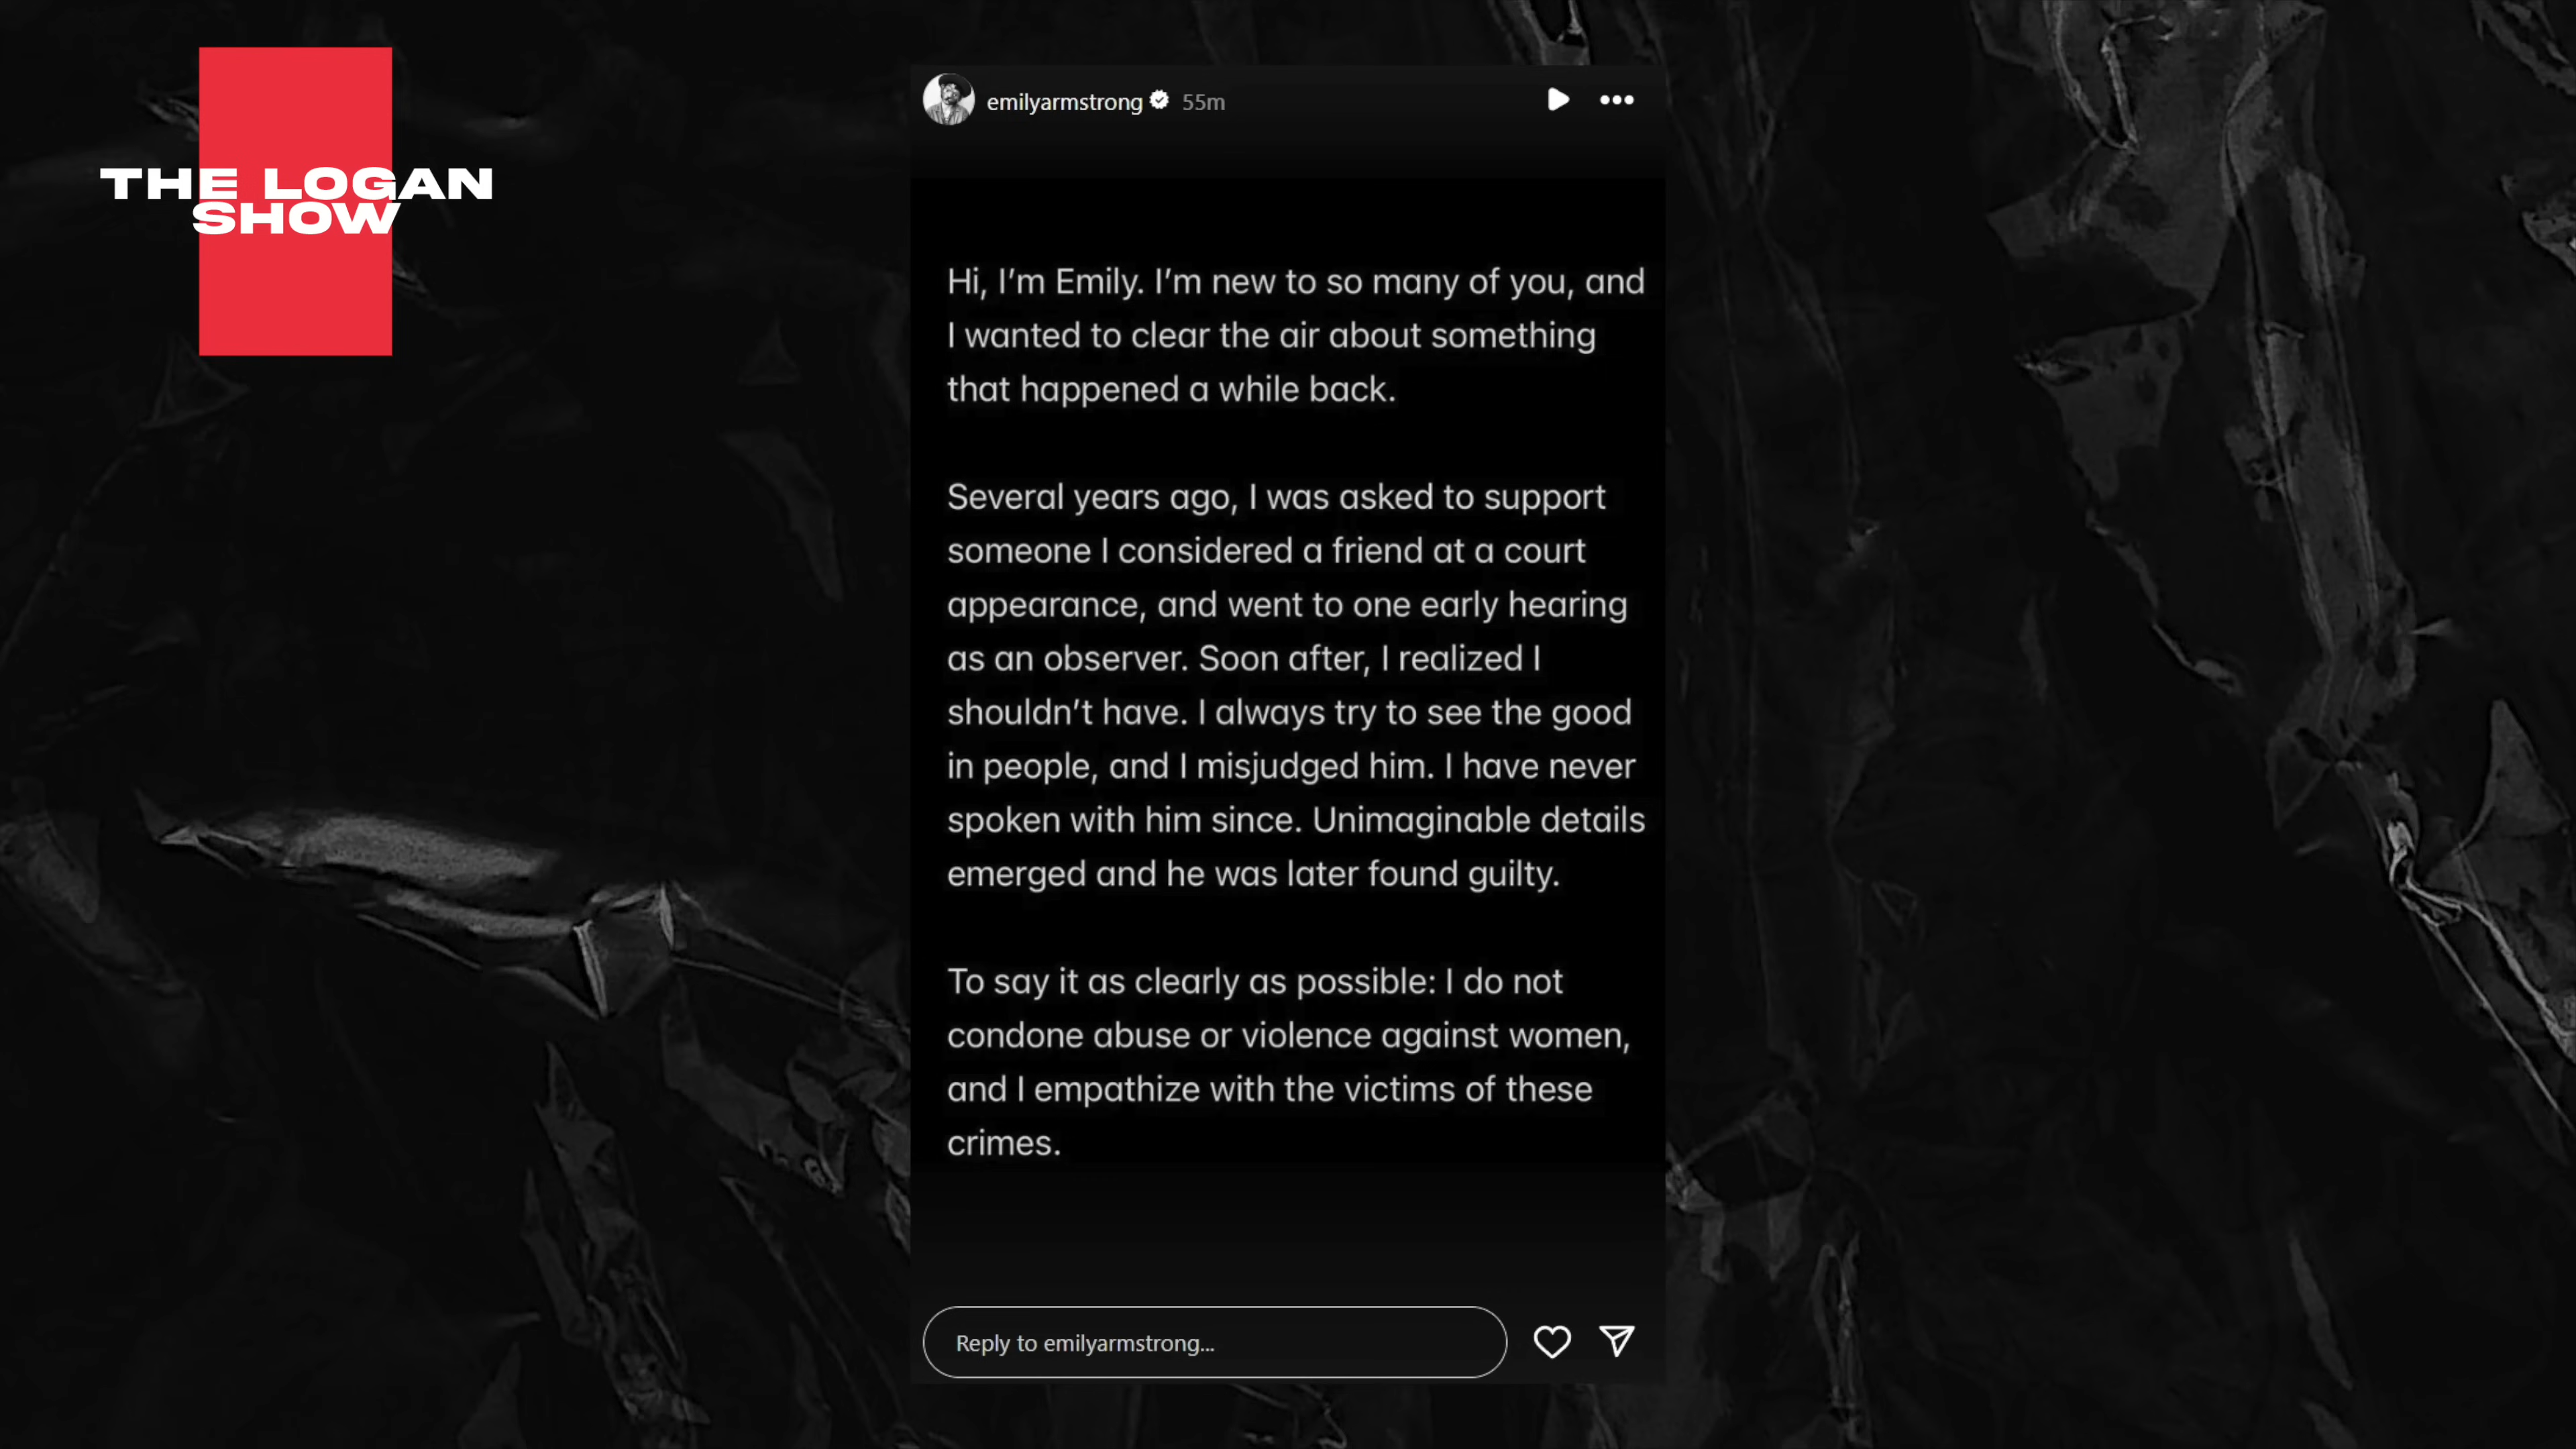 THE LOGAN
SHOW
emilyarmstrong 55m
Hi, I’m Emily. I’m new to so many of you, and
I wanted to clear the air about something
that happened a while back.
Several years ago, I was asked to support
someone I considered a friend at a court
appearance, and went to one early hearing
as an observer. Soon after, I realized I
shouldn’t have. I always try to see the good
in people, and I misjudged him. I have never
spoken with him since. Unimaginable details
emerged and he was later found guilty.
To say it as clearly as possible: I do not
condone abuse or violence against women,
and I empathize with the victims of these
crimes.
Reply to emilyarmstrong...